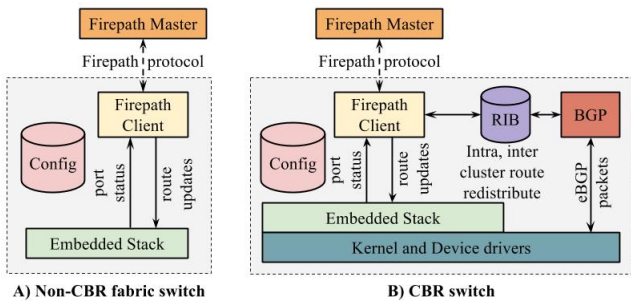 Firepath Master
Firepath protocol
Firepath
Client
Config
port
status
route
updates
Embedded Stack
A) Non-CBR fabric switch
Firepath Master
Firepath protocol
Firepath
Client
RIB
BGP
Config
Intra, inter
cluster route
redistribute
port
status
route
updates
eBGP
packets
Embedded Stack
Kernel and Device drivers
B) CBR switch